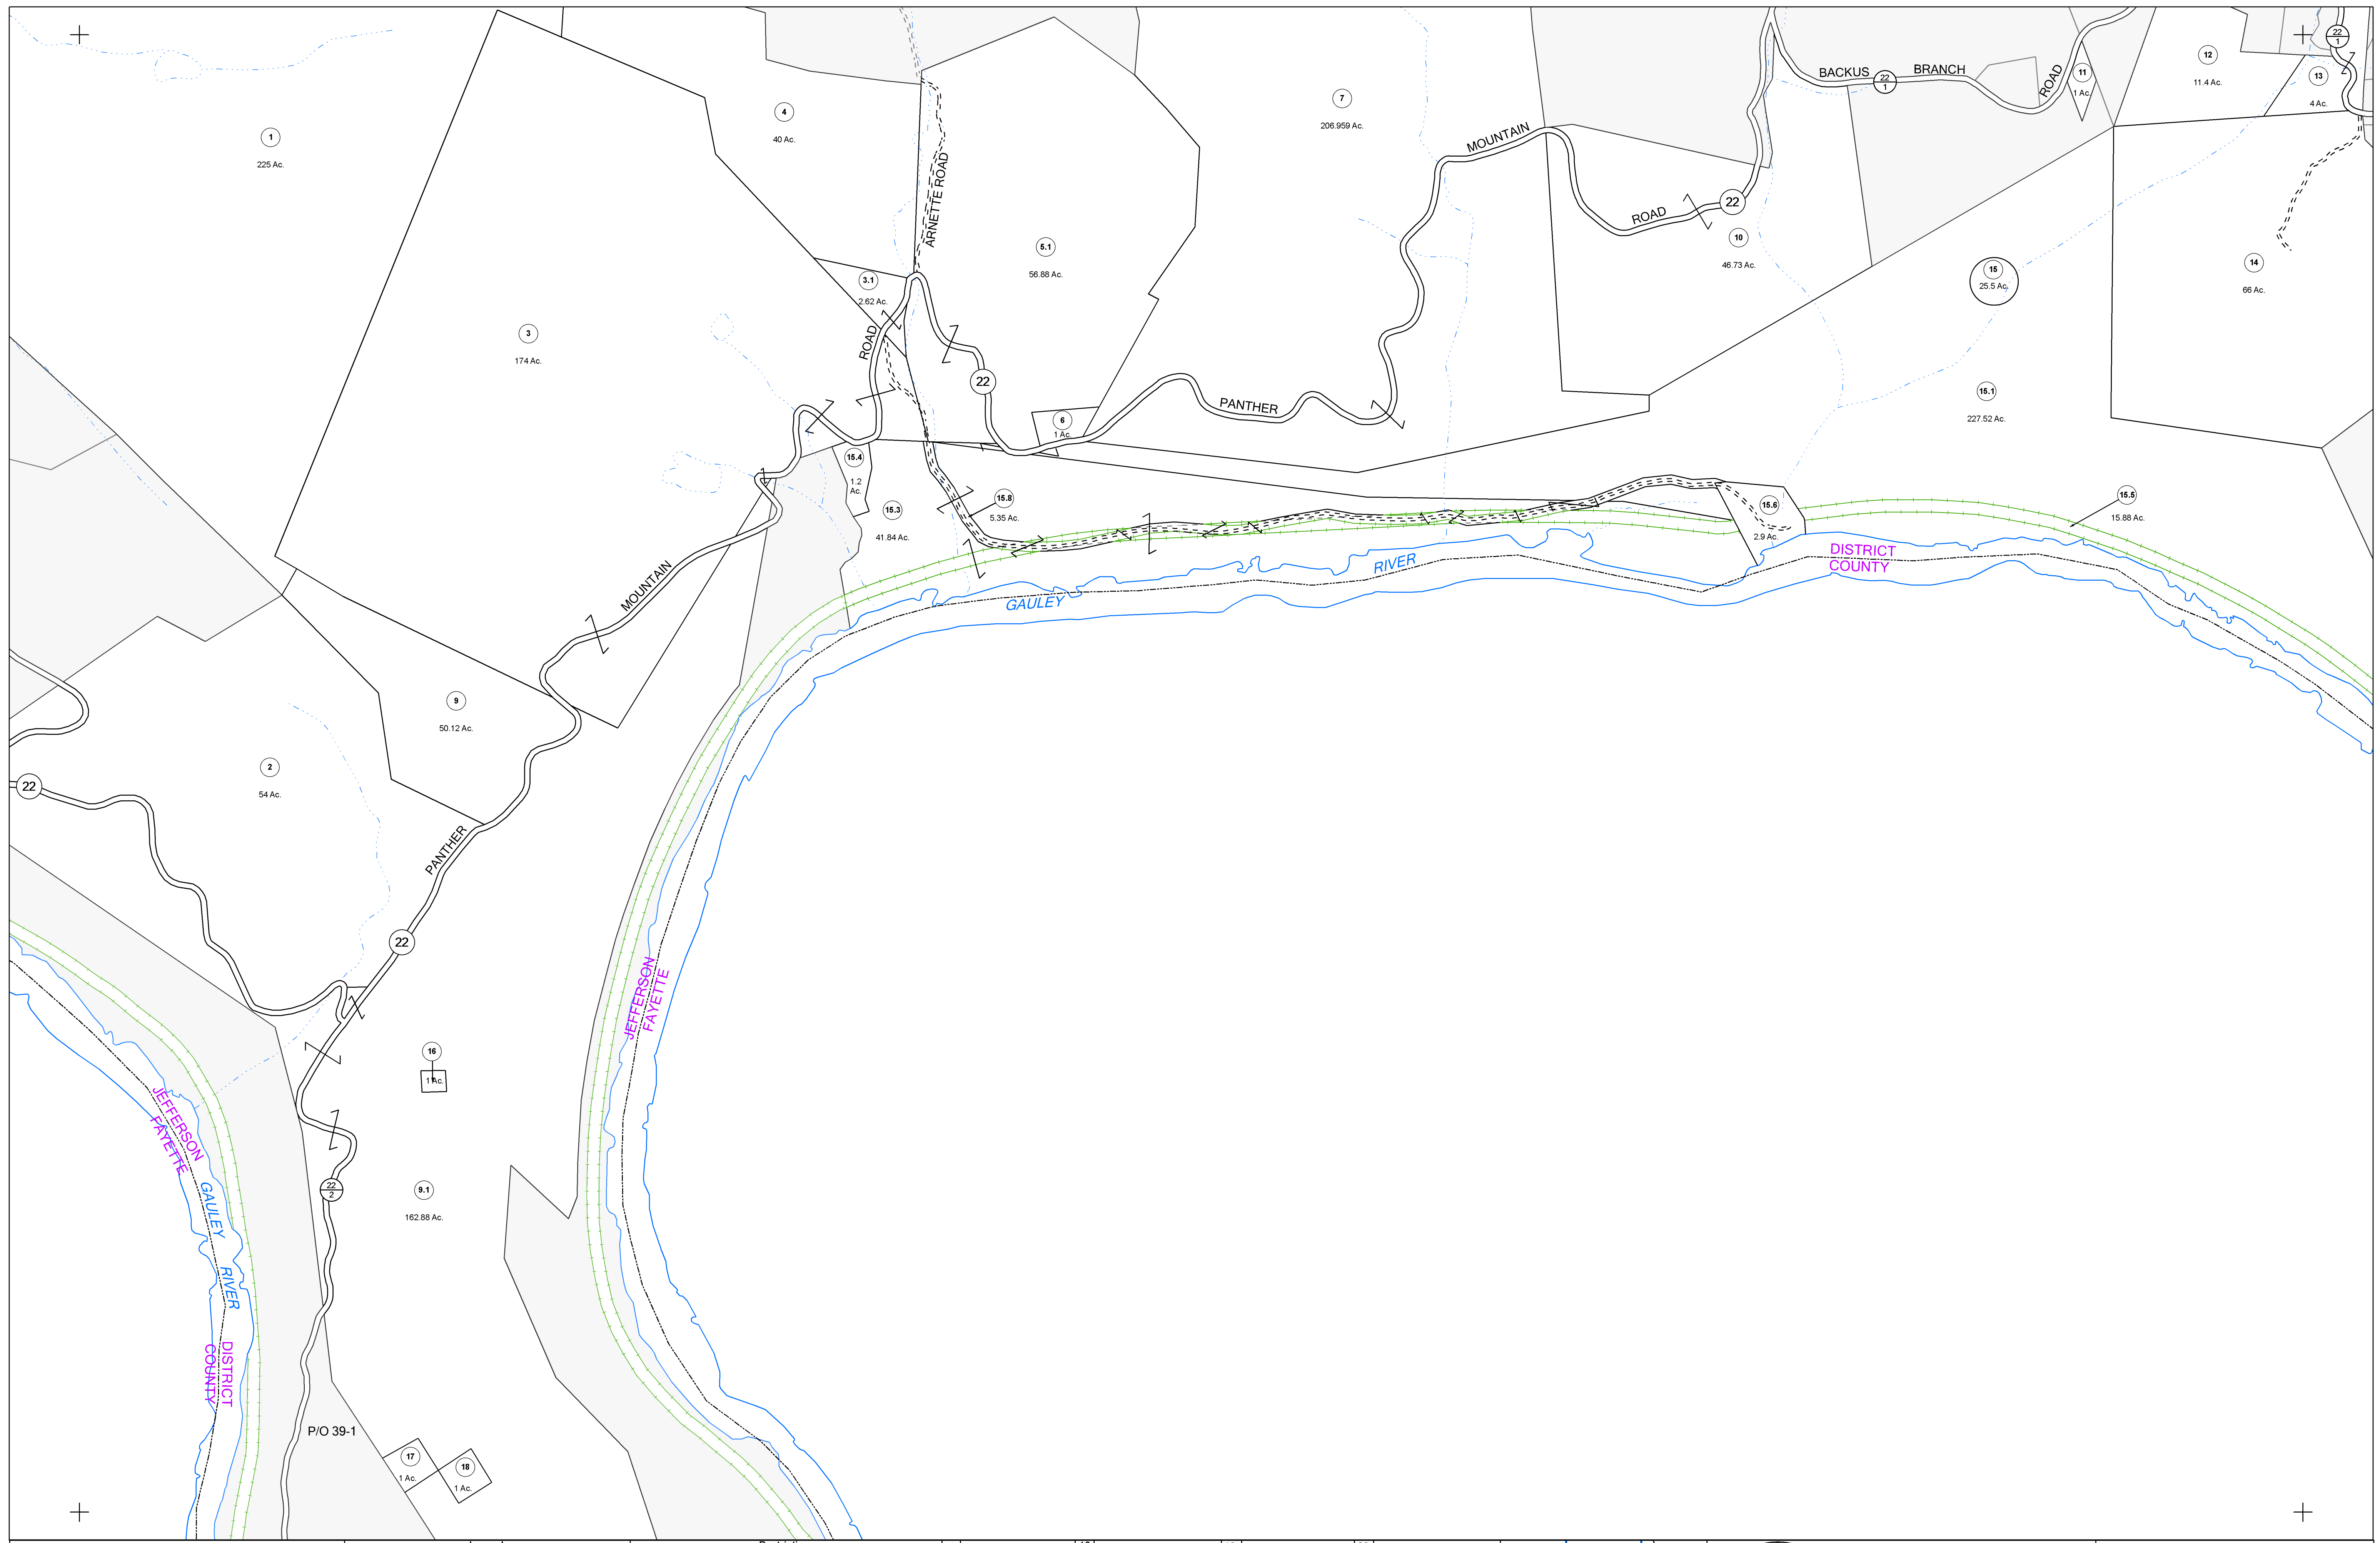 1
225 Ac.
3
174 Ac.
4
40 Ac.
ARNETTE ROAD
3.1
2.62 Ac.
5.1
56.88 Ac.
7
206.959 Ac.
MOUNTAIN
ROAD
22
10
46.73 Ac.
BACKUS
22
1
BRANCH
ROAD
11
1 Ac.
12
11.4 Ac.
13
4 Ac.
22
1
14
66 Ac.
15
25.5 Ac.
15.1
227.52 Ac.
ROAD
22
6
1 Ac.
PANTHER
15.4
1.2
Ac.
15.3
41.84 Ac.
15.8
5.35 Ac.
15.6
2.9 Ac.
15.5
15.88 Ac.
DISTRICT
COUNTY
GAULEY
RIVER
MOUNTAIN
9
50.12 Ac.
2
54 Ac.
22
PANTHER
22
JEFFERSON
FAYETTE
16
1 Ac.
JEFFERSON
FAYETTE
GAULEY
RIVER
22
2
9.1
162.88 Ac.
DISTRICT
COUNTY
P/O 39-1
17
1 Ac.
18
1 Ac.